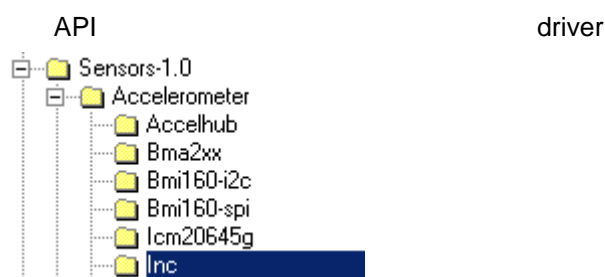 API driver
Sensors-1.0
Accelerometer
Accelhub
Bma2xx
Bmi160-i2c
Bmi160-spi
Icm20645g
Inc